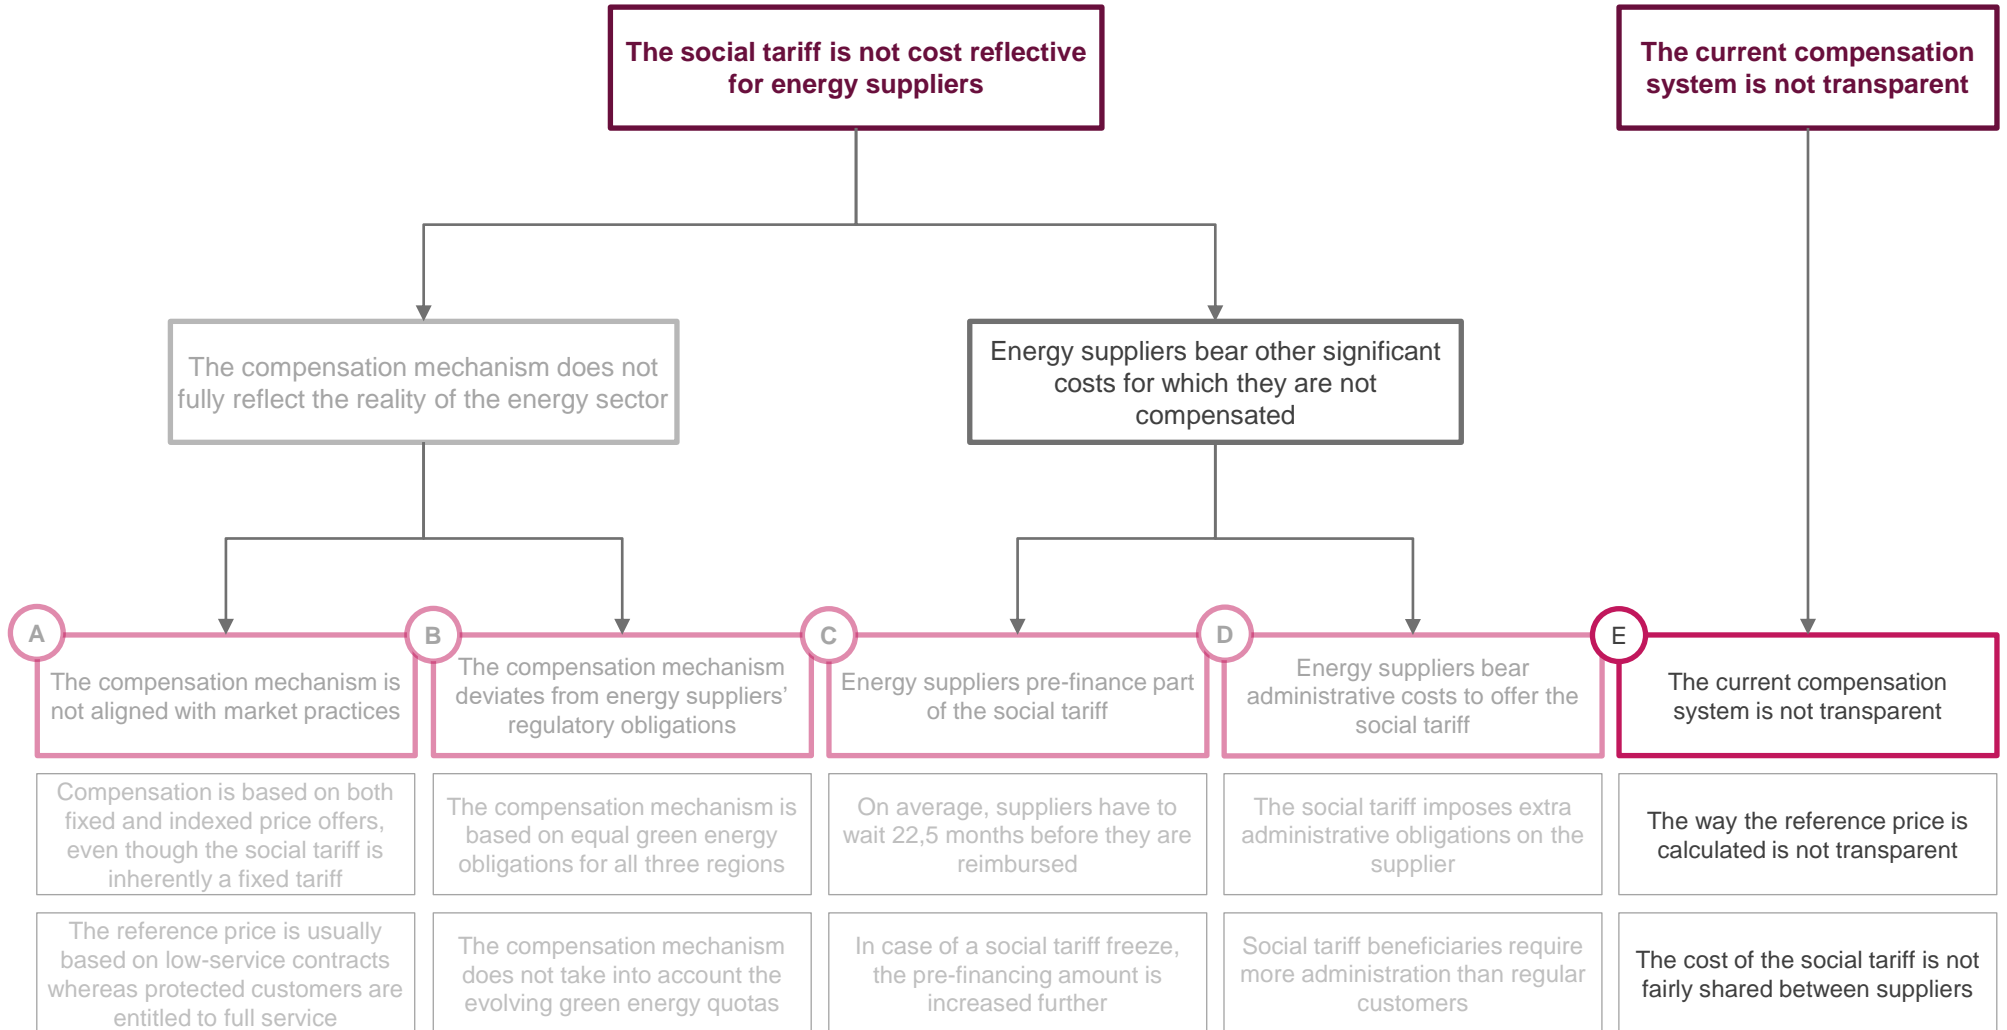 The social tariff is not cost reflective
for energy suppliers
The current compensation
system is not transparent
The compensation mechanism does not
fully reflect the reality of the energy sector
Energy suppliers bear other significant
costs for which they are not
compensated
A
The compensation mechanism is
not aligned with market practices
B
The compensation mechanism
deviates from energy suppliers’
regulatory obligations
C
Energy suppliers pre-finance part
of the social tariff
D
Energy suppliers bear
administrative costs to offer the
social tariff
E
The current compensation
system is not transparent
Compensation is based on both
fixed and indexed price offers,
even though the social tariff is
inherently a fixed tariff
The compensation mechanism is
based on equal green energy
obligations for all three regions
On average, suppliers have to
wait 22,5 months before they are
reimbursed
The social tariff imposes extra
administrative obligations on the
supplier
The way the reference price is
calculated is not transparent
The reference price is usually
based on low-service contracts
whereas protected customers are
entitled to full service
The compensation mechanism
does not take into account the
evolving green energy quotas
In case of a social tariff freeze,
the pre-financing amount is
increased further
Social tariff beneficiaries require
more administration than regular
customers
The cost of the social tariff is not
fairly shared between suppliers